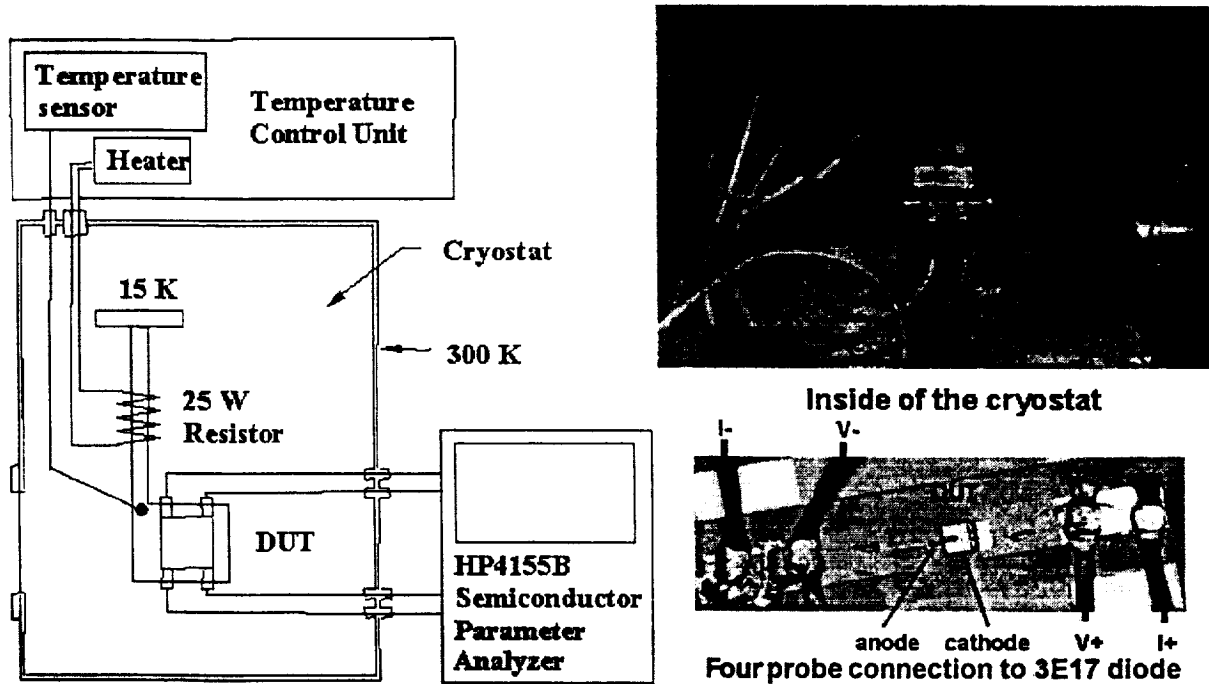 Temperature
sensor
Temperature
Control Unit
Heater
Cryostat
15 K
300 K
25 W
Resistor
DUT
HP4155B
Semiconductor
Parameter
Analyzer
Inside of the cryostat
I-
V-
DUT
anode
cathode
V+
I+
Four probe connection to 3E17 diode